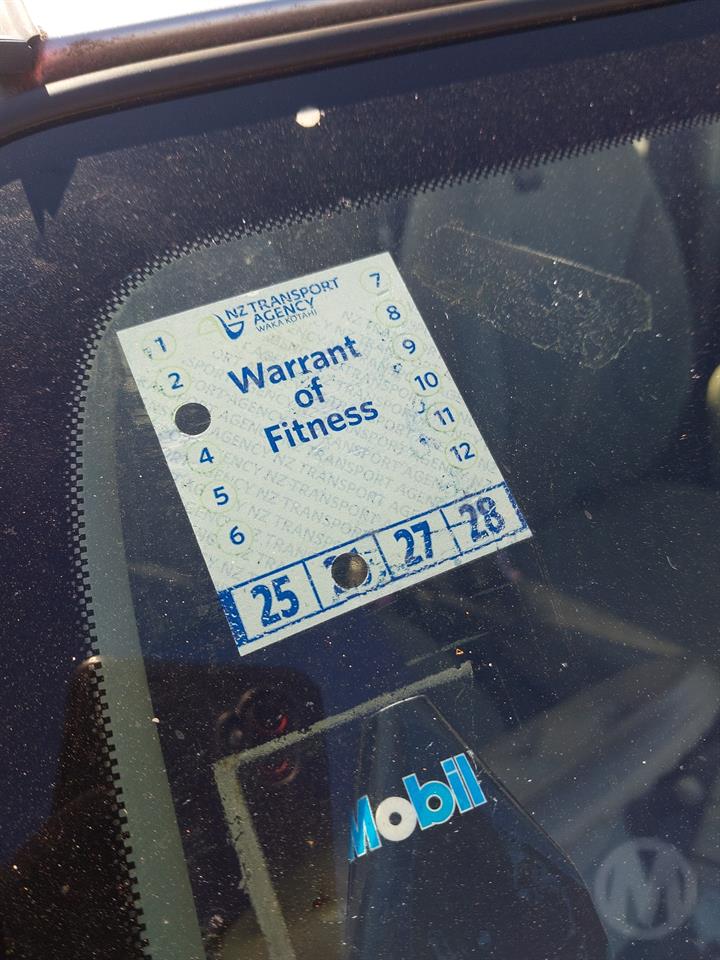 NZ TRANSPORT
AGENCY
WAKA KOTAHI
Warrant
of
Fitness
1
2
4
5
6
7
8
9
10
11
12
25 27 28
Mobil
M